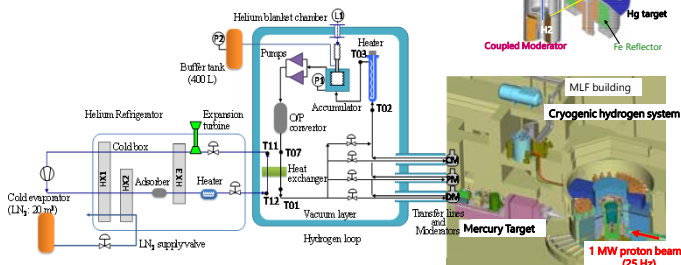 Helium blanket chamber
L1
P2
Buffer tank
(400 L)
Pumps
Heater
T03
P1
Accumulator
T02
O/P
convertor
Helium Refrigerator
Expansion
turbine
Cold box
T11
T07
HX1
HX2
HX3
Adsorber
Heater
Heat
exchanger
T12
T01
Vacuum layer
Hydrogen loop
Cold evaporator
(LN₂: 20 m³)
LN₂ supply valve
CM
PM
DM
Transfer lines
and
Moderators
H2
Hg target
Coupled Moderator
Fe Reflector
MLF building
Cryogenic hydrogen system
Mercury Target
1 MW proton beam
(25 Hz)